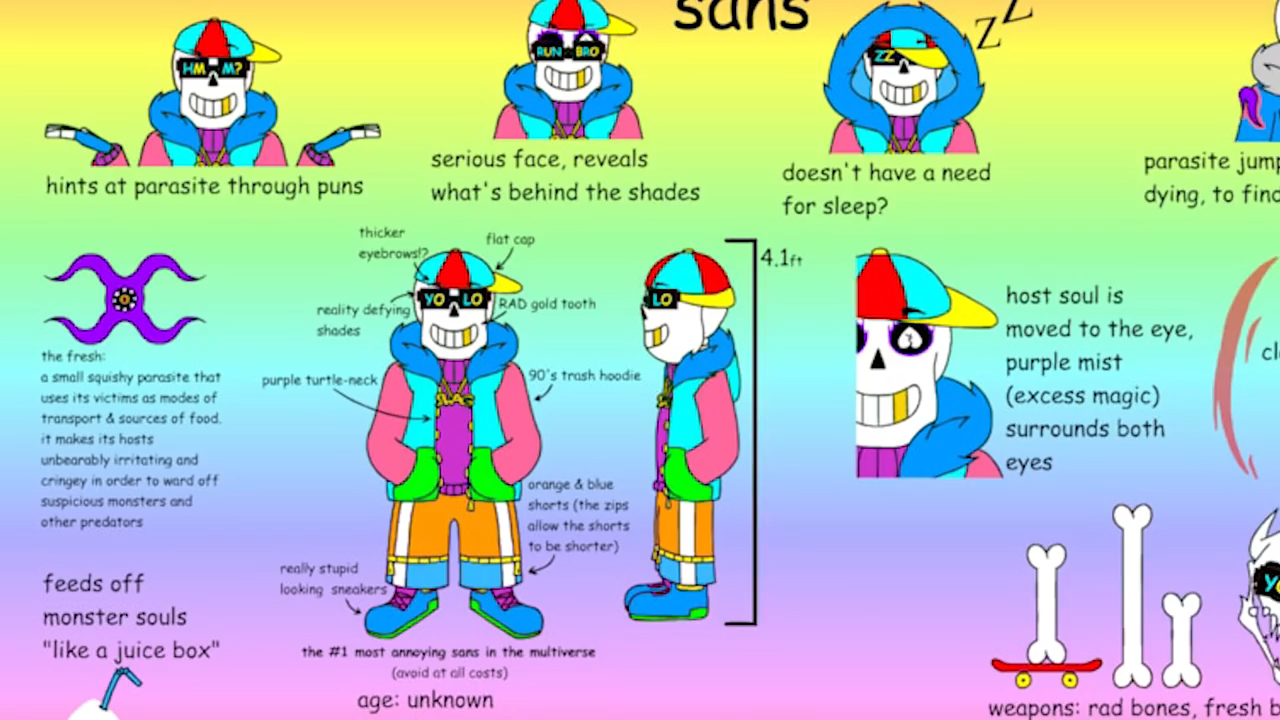 sans
HM M?
hints at parasite through puns
RUN BRO
serious face, reveals
what's behind the shades
ZZ
Z Z
doesn't have a need
for sleep?
parasite jump
dying, to find
the fresh:
a small squishy parasite that
uses its victims as modes of
transport & sources of food.
it makes its hosts
unbearably irritating and
cringey in order to ward off
suspicious monsters and
other predators
feeds off
monster souls
"like a juice box"
thicker
eyebrows!?
flat cap
reality defying
shades
YO LO
RAD gold tooth
purple turtle-neck
90's trash hoodie
orange & blue
shorts (the zips
allow the shorts
to be shorter)
really stupid
looking sneakers
the #1 most annoying sans in the multiverse
(avoid at all costs)
age: unknown
LO
4.1ft
host soul is
moved to the eye,
purple mist
(excess magic)
surrounds both
eyes
weapons: rad bones, fresh b